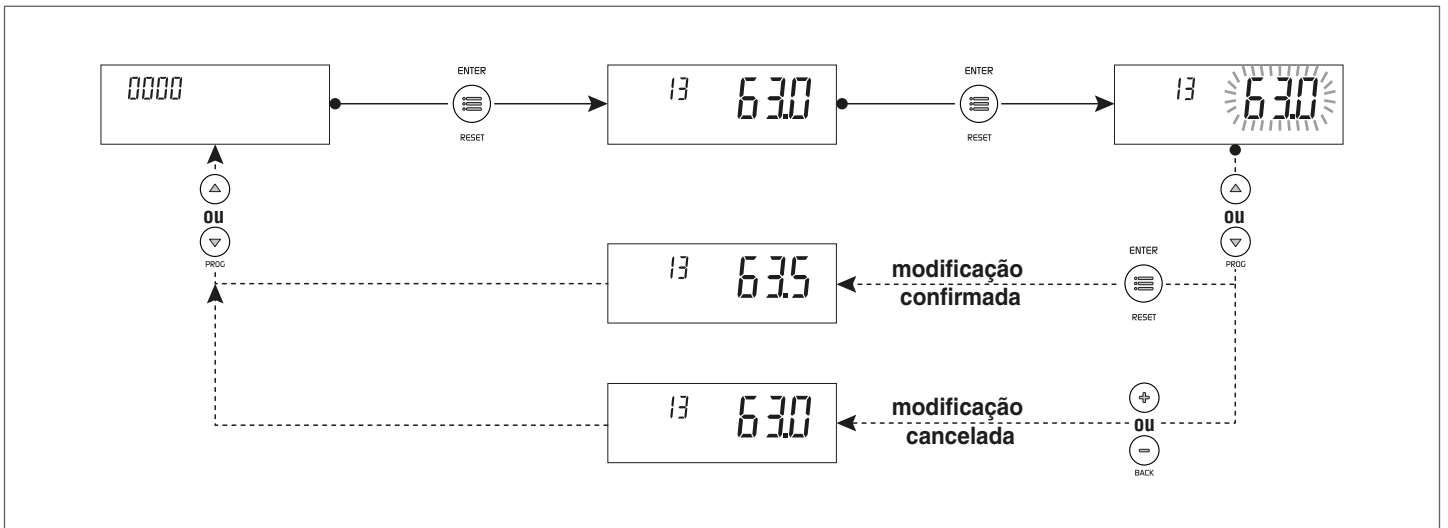 0000
ENTER
RESET
13 63.0
ENTER
RESET
13 63.0
ou
PROG
ou
PROG
13 63.5
modificação
confirmada
ENTER
RESET
13 63.0
modificação
cancelada
ou
BACK